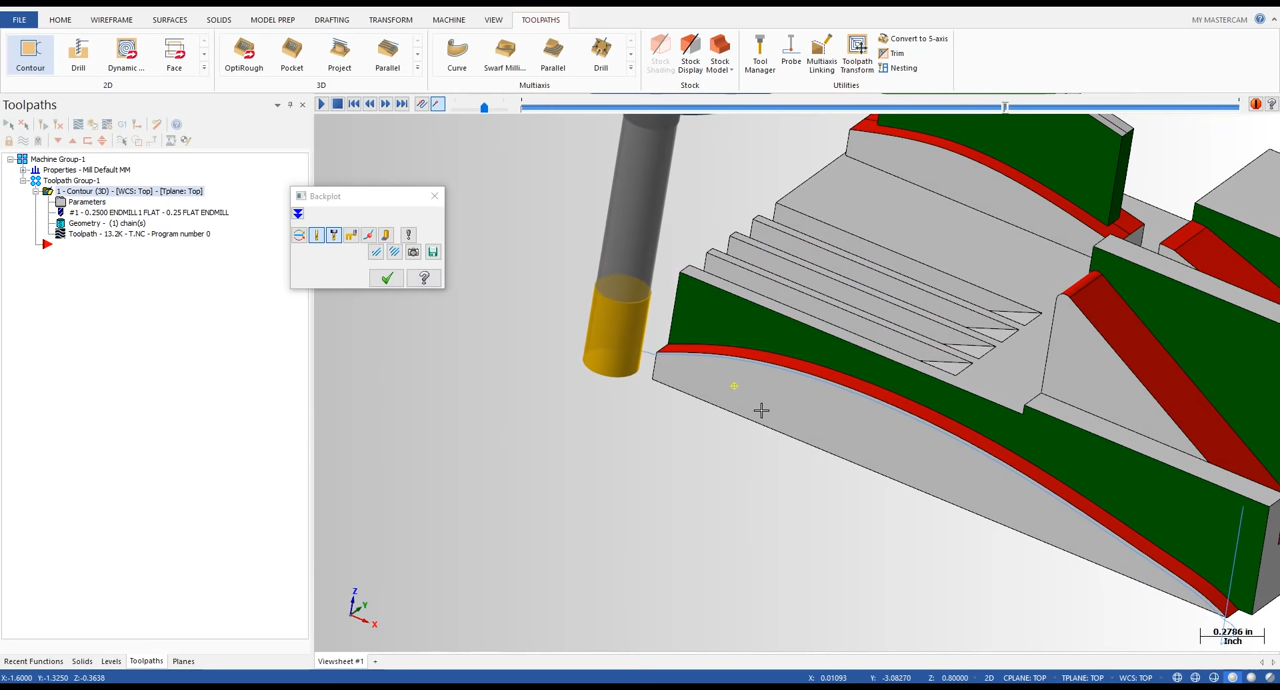 FILE HOME WIREFRAME SURFACES SOLIDS MODEL PREP DRAFTING TRANSFORM MACHINE VIEW TOOLPATHS MY MASTERCAM
Contour Drill Dynamic ... Face OptiRough Pocket Project Parallel Curve Swarf Milli... Parallel Drill Stock Shading Stock Display Stock Model Tool Manager Probe Multiaxis Linking Toolpath Transform Convert to 5-axis
Trim
Nesting
2D 3D Multiaxis Stock Utilities
Toolpaths
Machine Group-1
Properties - Mill Default MM
Toolpath Group-1
1 - Contour (3D) - [WCS: Top] - [Tplane: Top]
Parameters
#1 - 0.2500 ENDMILL1 FLAT - 0.25 FLAT ENDMILL
Geometry - (1) chain(s)
Toolpath - 13.2K - T.NC - Program number 0
Backplot
Z
Y
X
0.2786 in
Inch
Recent Functions Solids Levels Toolpaths Planes Viewsheet #1 +
X:-1.6000 Y:-1.3250 Z:-0.3638 X: 0.01093 Y: -3.08270 Z: 0.80000 2D CPLANE: TOP TPLANE: TOP WCS: TOP